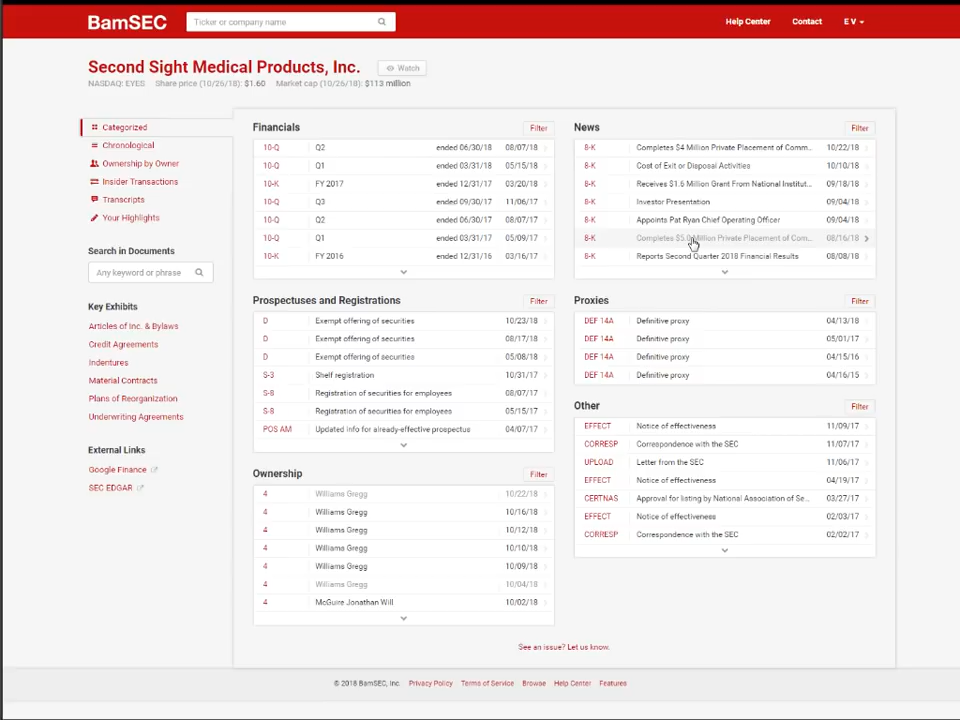 BamSEC
Ticker or company name
Help Center Contact E V
Second Sight Medical Products, Inc. Watch
NASDAQ: EYES Share price (10/26/18): $1.60 Market cap (10/26/18): $113 million
Categorized
Chronological
Ownership by Owner
Insider Transactions
Transcripts
Your Highlights
Search in Documents
Any keyword or phrase
Key Exhibits
Articles of Inc. & Bylaws
Credit Agreements
Indentures
Material Contracts
Plans of Reorganization
Underwriting Agreements
External Links
Google Finance
SEC EDGAR
Financials Filter
10-Q Q2 ended 06/30/18 08/07/18
10-Q Q1 ended 03/31/18 05/15/18
10-K FY 2017 ended 12/31/17 03/20/18
10-Q Q3 ended 09/30/17 11/06/17
10-Q Q2 ended 06/30/17 08/07/17
10-Q Q1 ended 03/31/17 05/09/17
10-K FY 2016 ended 12/31/16 03/16/17
Prospectuses and Registrations Filter
D Exempt offering of securities 10/23/18
D Exempt offering of securities 08/17/18
D Exempt offering of securities 05/08/18
S-3 Shelf registration 10/31/17
S-8 Registration of securities for employees 08/07/17
S-8 Registration of securities for employees 05/15/17
POS AM Updated info for already-effective prospectus 04/07/17
Ownership Filter
4 Williams Gregg 10/22/18
4 Williams Gregg 10/16/18
4 Williams Gregg 10/12/18
4 Williams Gregg 10/10/18
4 Williams Gregg 10/09/18
4 Williams Gregg 10/04/18
4 McGuire Jonathan Will 10/02/18
News Filter
8-K Completes $4 Million Private Placement of Comm... 10/22/18
8-K Cost of Exit or Disposal Activities 10/10/18
8-K Receives $1.6 Million Grant From National Institut... 09/18/18
8-K Investor Presentation 09/04/18
8-K Appoints Pat Ryan Chief Operating Officer 09/04/18
8-K Completes Million Private Placement of Com... 08/16/18
8-K Reports Second Quarter 2018 Financial Results 08/08/18
Proxies Filter
DEF 14A Definitive proxy 04/13/18
DEF 14A Definitive proxy 05/01/17
DEF 14A Definitive proxy 04/15/16
DEF 14A Definitive proxy 04/16/15
Other Filter
EFFECT Notice of effectiveness 11/09/17
CORRESP Correspondence with the SEC 11/07/17
UPLOAD Letter from the SEC 11/06/17
EFFECT Notice of effectiveness 04/19/17
CERTNAS Approval for listing by National Association of Se... 03/27/17
EFFECT Notice of effectiveness 02/03/17
CORRESP Correspondence with the SEC 02/02/17
See an issue? Let us know.
© 2018 BamSEC, Inc. Privacy Policy Terms of Service Browse Help Center Features